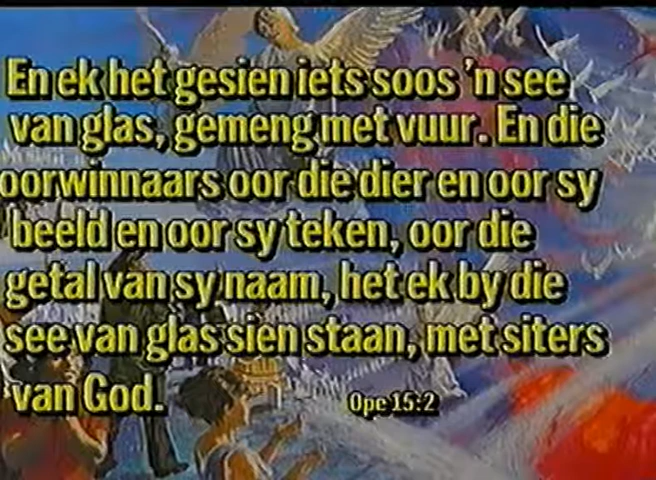 En ek het gesien iets soos 'n see
van glas, gemeng met vuur. En die
oorwinnaars oor die dier en oor sy
beeld en oor sy teken, oor die
getal van sy naam, het ek by die
see van glas sien staan, met siters
van God.
Ope 15:2